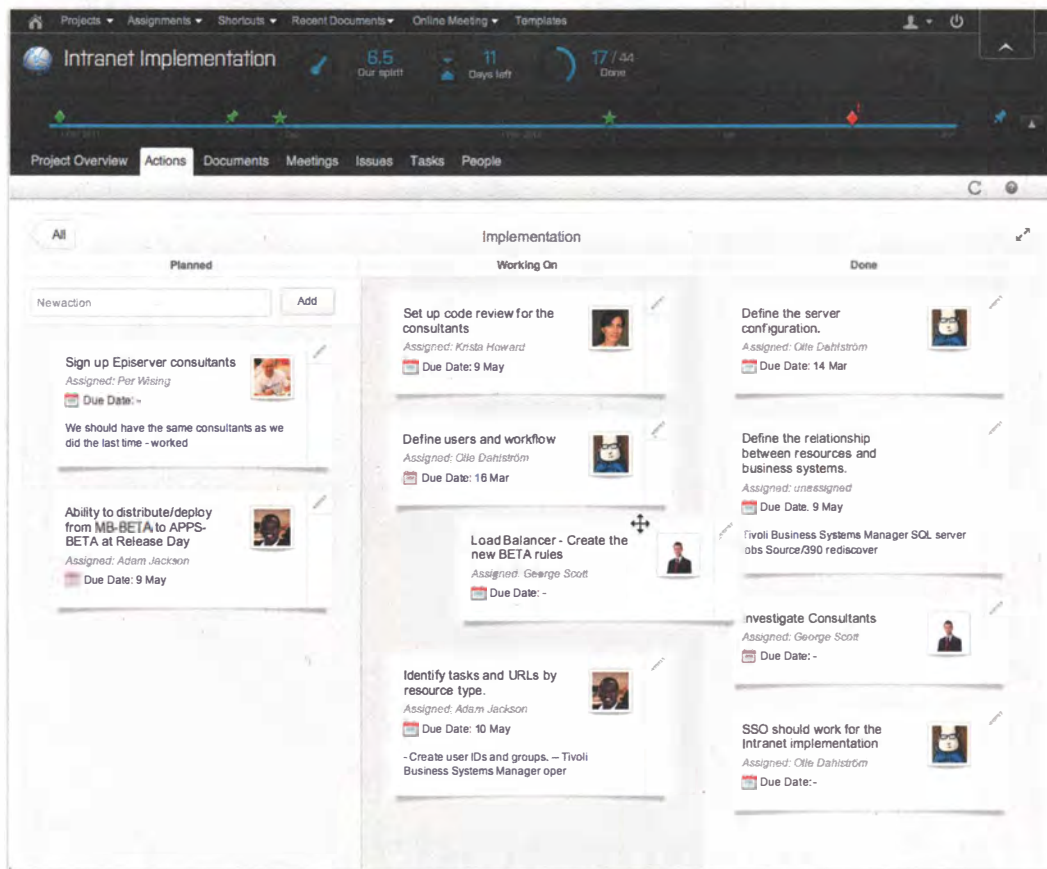 Projects Assignments Shortcuts Recent Documents Online Meeting Templates
Intranet Implementation
6.5
Our spirit
11
Days left
17 / 44
Done
Project Overview Actions Documents Meetings Issues Tasks People
All
Implementation
Planned
Newaction
Add
Sign up Episerver consultants
Assigned: Per Wising
Due Date: -
We should have the same consultants as we
did the last time - worked
Ability to distribute/deploy
from MB-BETA to APPS-
BETA at Release Day
Assigned: Adam Jackson
Due Date: 9 May
Working On
Set up code review for the
consultants
Assigned: Krista Howard
Due Date: 9 May
Define users and workflow
Assigned: Olle Dahlström
Due Date: 16 Mar
Load Balancer - Create the
new BETA rules
Assigned: George Scott
Due Date: -
Identify tasks and URLs by
resource type.
Assigned: Adam Jackson
Due Date: 10 May
- Create user IDs and groups. – Tivoli
Business Systems Manager oper
Done
Define the server
configuration.
Assigned: Olle Dahlström
Due Date: 14 Mar
Define the relationship
between resources and
business systems.
Assigned: unassigned
Due Date. 9 May
Tivoli Business Systems Manager SQL server
obs Source/390 rediscover
nvestigate Consultants
Assigned: George Scott
Due Date: -
SSO should work for the
Intranet implementation
Assigned: Olle Dahlström
Due Date: -